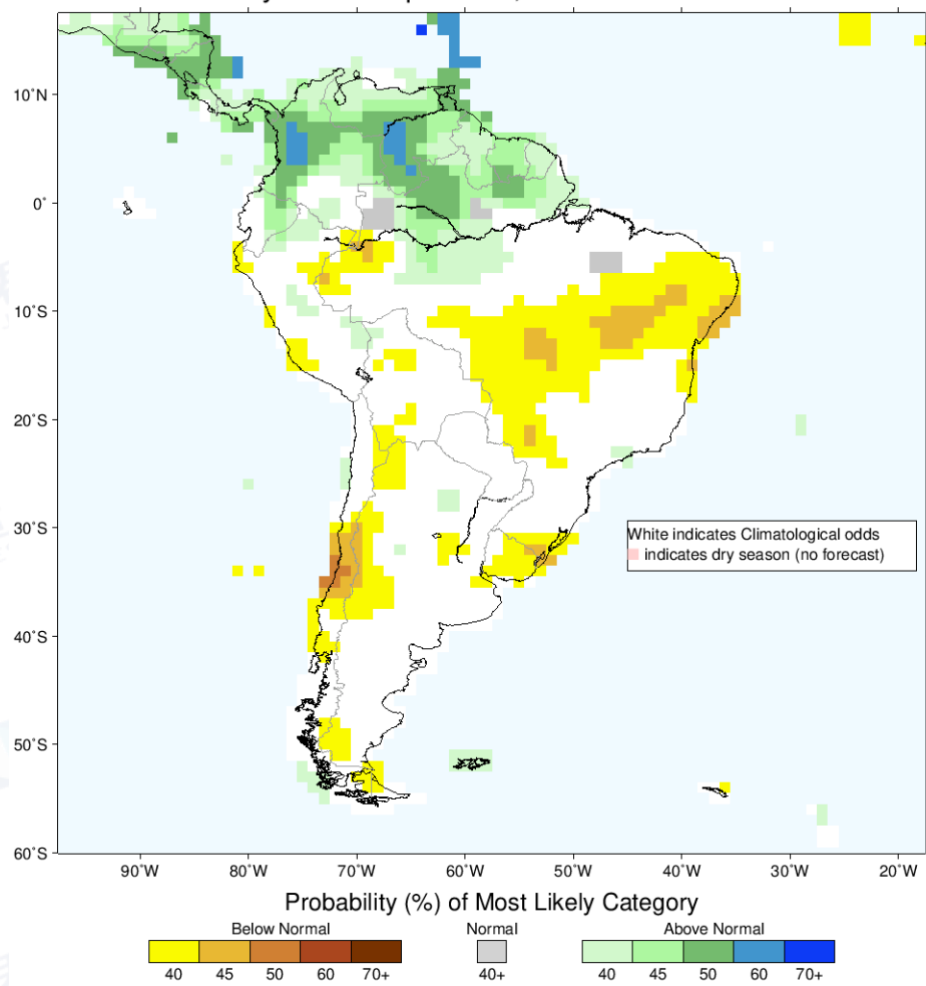 10°N
0°
10°S
20°S
30°S
40°S
50°S
60°S
White indicates Climatological odds
indicates dry season (no forecast)
90°W 80°W 70°W 60°W 50°W 40°W 30°W 20°W
Probability (%) of Most Likely Category
Below Normal Normal Above Normal
40 45 50 60 70+ 40+ 40 45 50 60 70+